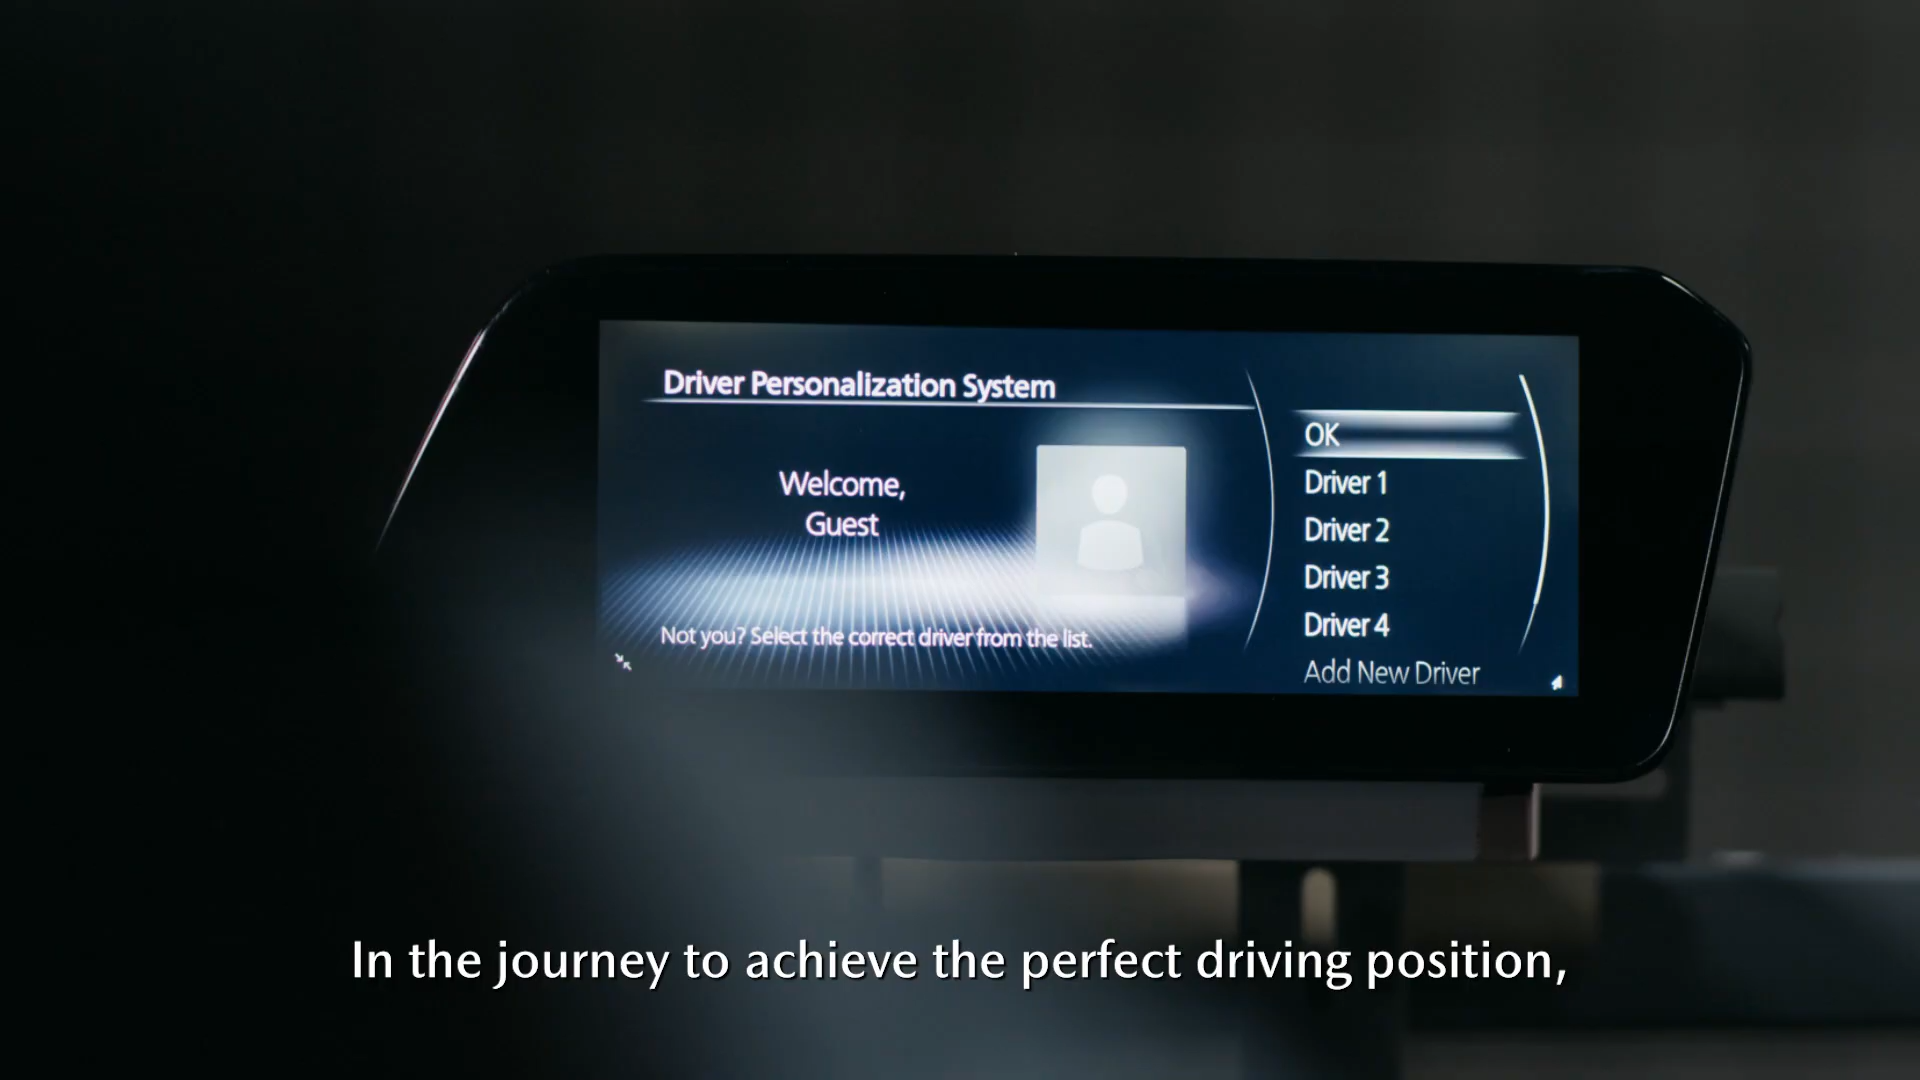 Driver Personalization System
Welcome,
Guest
Not you? Select the correct driver from the list.
OK
Driver 1
Driver 2
Driver 3
Driver 4
Add New Driver
In the journey to achieve the perfect driving position,